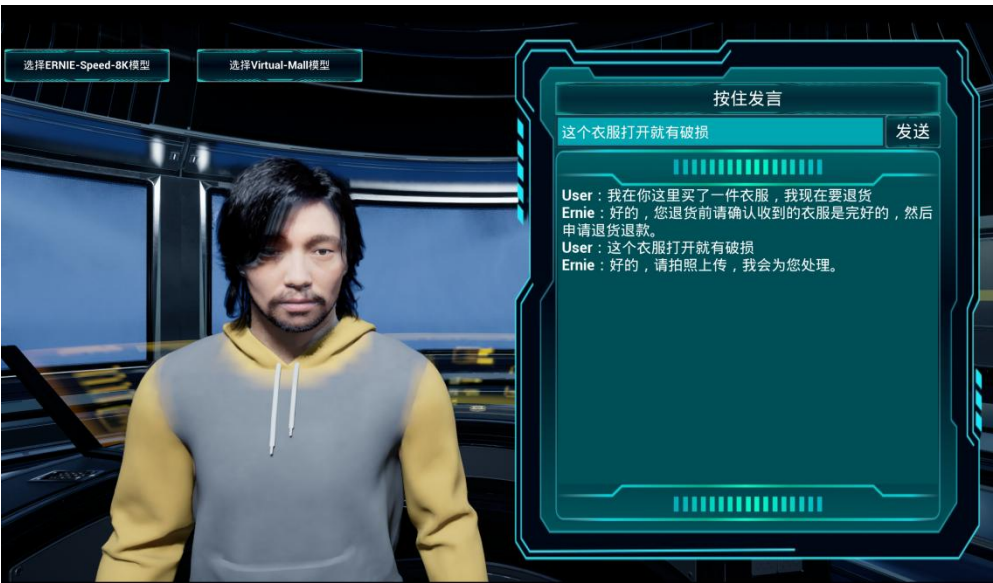 选择ERNIE-Speed-8K模型
选择Virtual-Mall模型
按住发言
这个衣服打开就有破损
发送
User：我在你这里买了一件衣服，我现在要退货
Ernie：好的，您退货前请确认收到的衣服是完好的，然后
申请退货退款。
User：这个衣服打开就有破损
Ernie：好的，请拍照上传，我会为您处理。